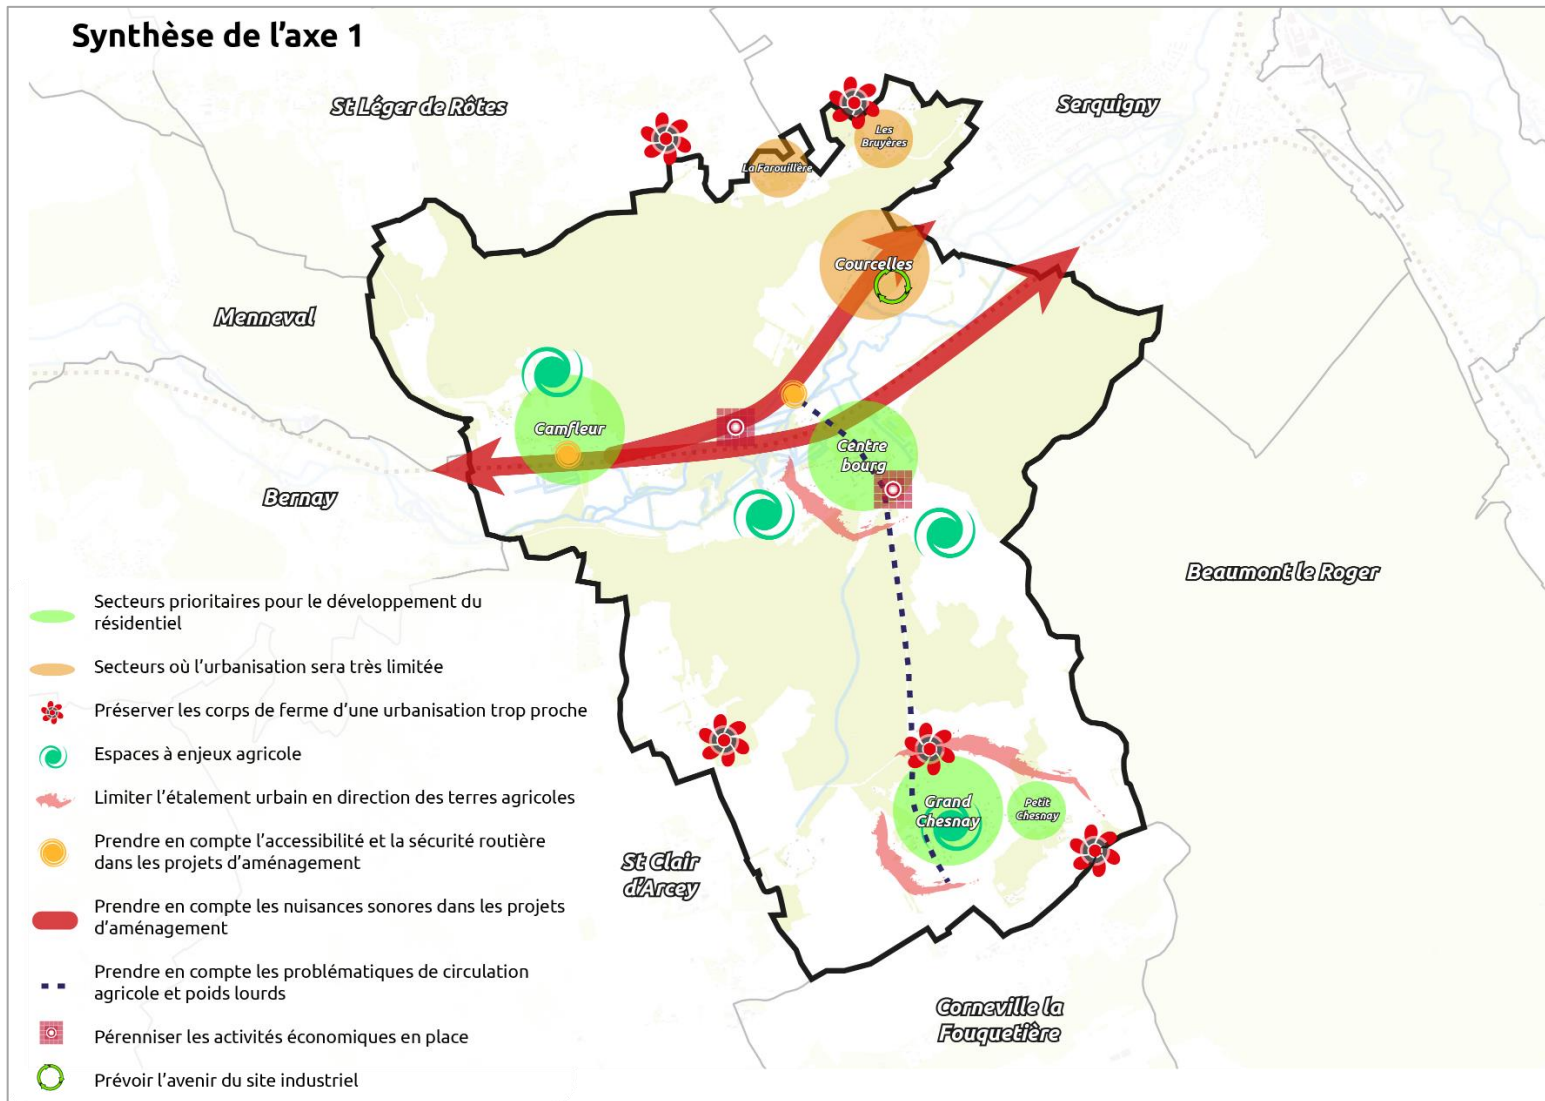 Synthèse de l'axe 1
St Léger de Rôtes
Serquigny
Les
Bruyères
La Farouillère
Courcelles
Menneval
Camfleur
Centre
bourg
Bernay
Beaumont le Roger
Grand
Chesnay
Petit
Chesnay
St Clair
d'Arcey
Corneville la
Fouquetière
Secteurs prioritaires pour le développement du
résidentiel
Secteurs où l'urbanisation sera très limitée
Préserver les corps de ferme d'une urbanisation trop proche
Espaces à enjeux agricole
Limiter l'étalement urbain en direction des terres agricoles
Prendre en compte l'accessibilité et la sécurité routière
dans les projets d'aménagement
Prendre en compte les nuisances sonores dans les projets
d'aménagement
Prendre en compte les problématiques de circulation
agricole et poids lourds
Pérenniser les activités économiques en place
Prévoir l'avenir du site industriel